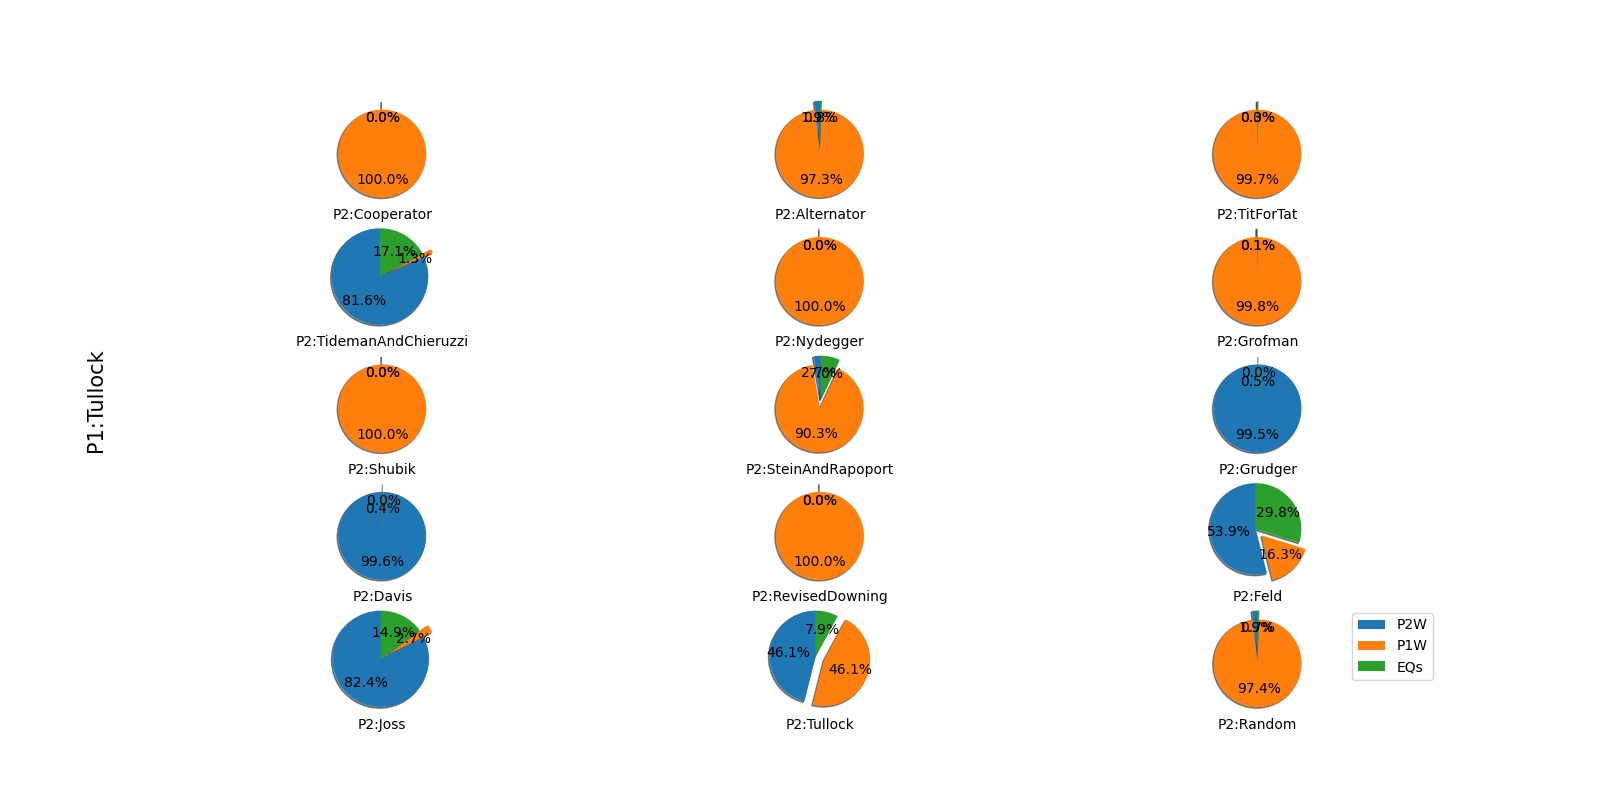 0.0%
100.0%
P2:Cooperator
97.3%
P2:Alternator
99.7%
P2:TitForTat
17.1%
1.3%
81.6%
P2:TidemanAndChieruzzi
0.0%
100.0%
P2:Nydegger
0.1%
99.8%
P2:Grofman
P1:Tullock
0.0%
100.0%
P2:Shubik
90.3%
P2:SteinAndRapoport
0.0%
0.5%
99.5%
P2:Grudger
0.0%
0.4%
99.6%
P2:Davis
0.0%
100.0%
P2:RevisedDowning
29.8%
53.9%
16.3%
P2:Feld
14.9%
2.7%
82.4%
P2:Joss
7.9%
46.1%
46.1%
P2:Tullock
97.4%
P2:Random
P2W
P1W
EQs